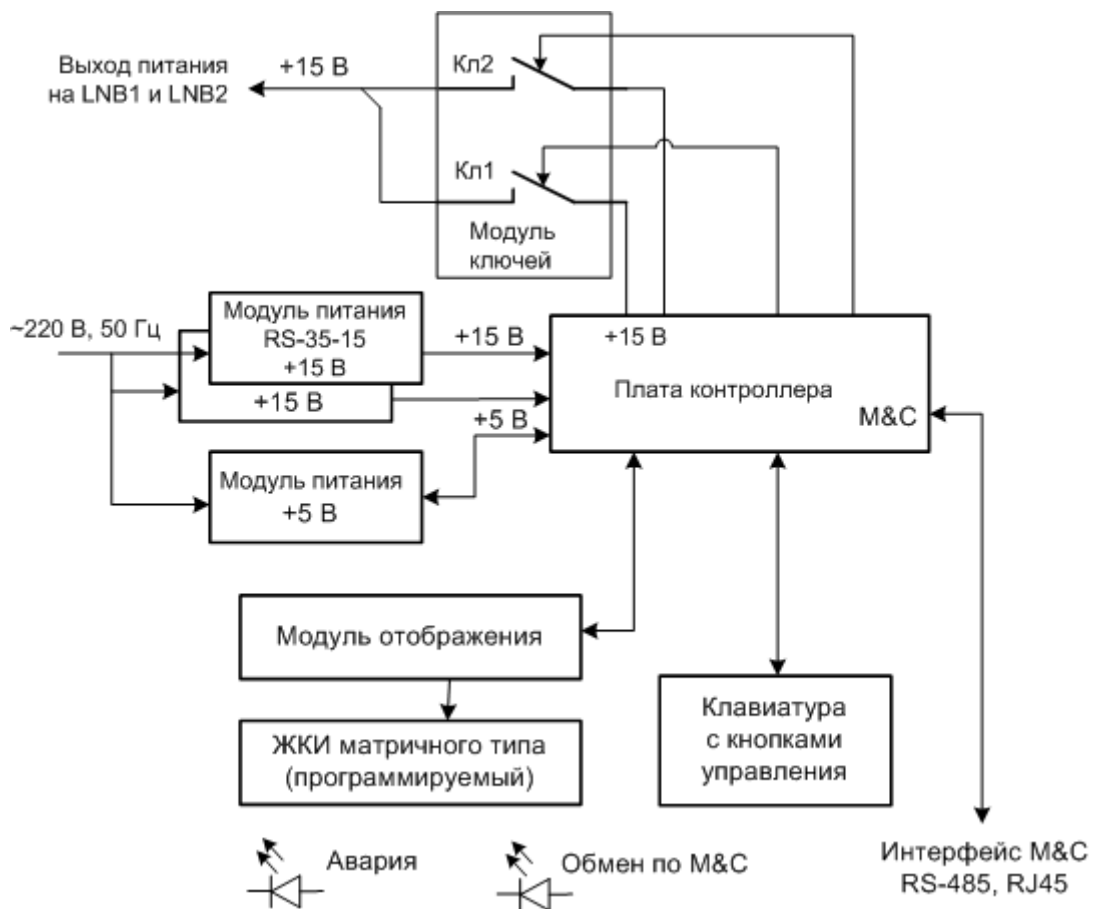 Выход питания
на LNB1 и LNB2
+15 В
Кл2
Кл1
Модуль
ключей
~220 В, 50 Гц
Модуль питания
RS-35-15
+15 В
+15 В
+15 В
+5 В
+15 В
Плата контроллера
M&C
Модуль питания
+5 В
Модуль отображения
ЖКИ матричного типа
(программируемый)
Клавиатура
с кнопками
управления
Авария
Обмен по M&C
Интерфейс M&C
RS-485, RJ45